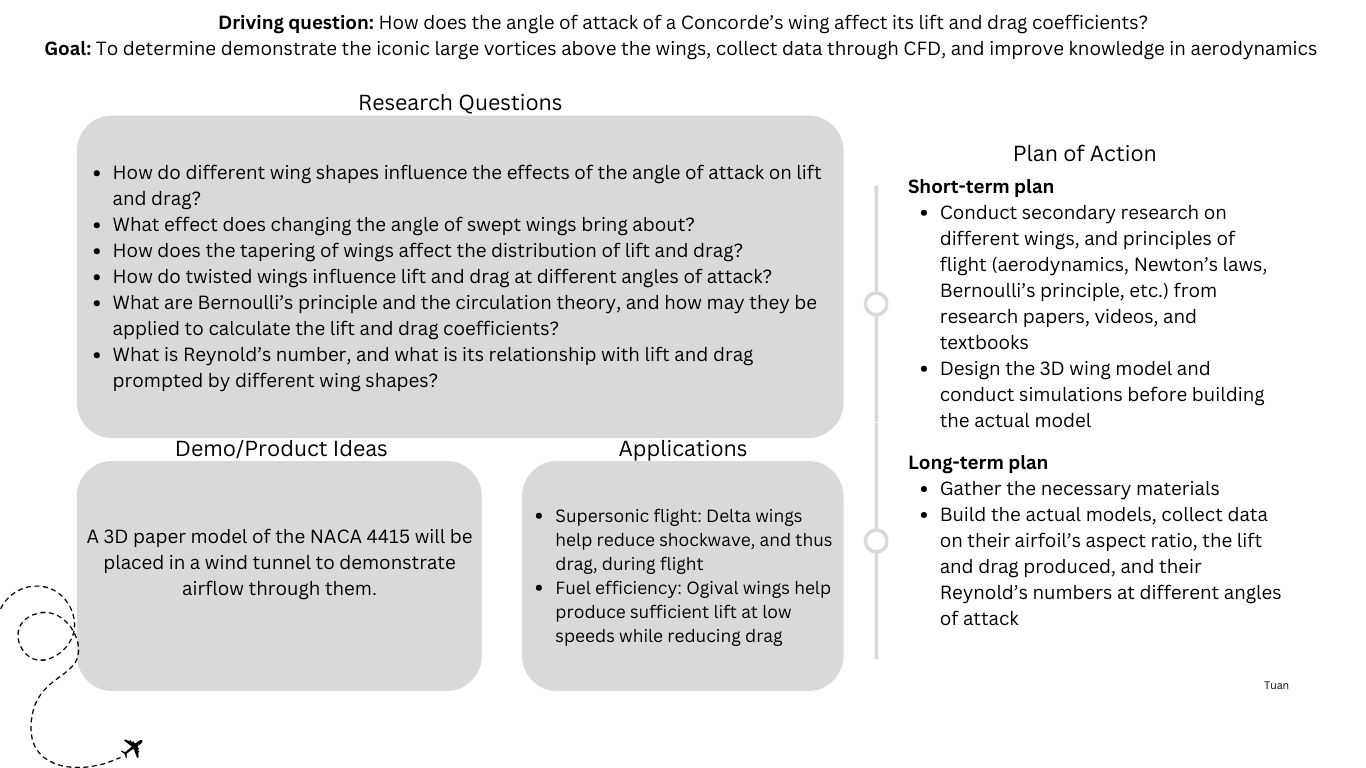 Driving question: How does the angle of attack of a Concorde’s wing affect its lift and drag coefficients?
Goal: To determine demonstrate the iconic large vortices above the wings, collect data through CFD, and improve knowledge in aerodynamics
Research Questions
• How do different wing shapes influence the effects of the angle of attack on lift
and drag?
• What effect does changing the angle of swept wings bring about?
• How does the tapering of wings affect the distribution of lift and drag?
• How do twisted wings influence lift and drag at different angles of attack?
• What are Bernoulli’s principle and the circulation theory, and how may they be
applied to calculate the lift and drag coefficients?
• What is Reynold’s number, and what is its relationship with lift and drag
prompted by different wing shapes?
Demo/Product Ideas
A 3D paper model of the NACA 4415 will be
placed in a wind tunnel to demonstrate
airflow through them.
Applications
• Supersonic flight: Delta wings
help reduce shockwave, and thus
drag, during flight
• Fuel efficiency: Ogival wings help
produce sufficient lift at low
speeds while reducing drag
Plan of Action
Short-term plan
• Conduct secondary research on
different wings, and principles of
flight (aerodynamics, Newton’s laws,
Bernoulli’s principle, etc.) from
research papers, videos, and
textbooks
• Design the 3D wing model and
conduct simulations before building
the actual model
Long-term plan
• Gather the necessary materials
• Build the actual models, collect data
on their airfoil’s aspect ratio, the lift
and drag produced, and their
Reynold’s numbers at different angles
of attack
Tuan